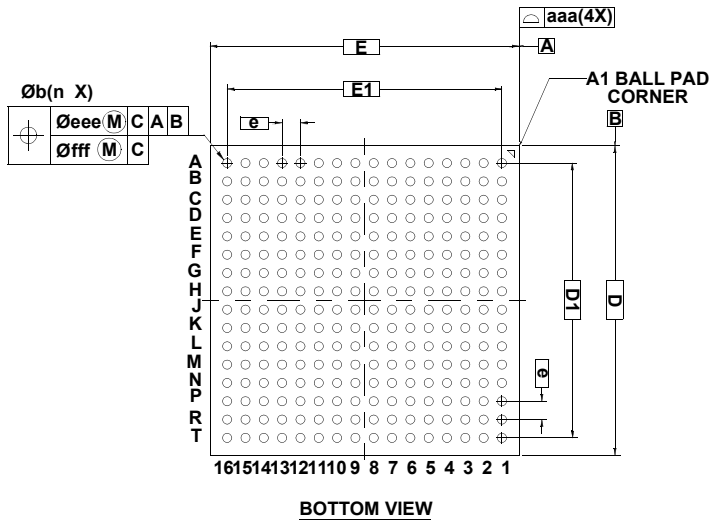 aaa(4X)
E
A
E1
A1 BALL PAD
CORNER
Øb(n X)
e
Øeee M C A B
Øfff M C
B
A
B
C
D
E
F
G
H
J
K
L
M
N
P
R
T
D1
D
e
16 15 14 13 12 11 10 9 8 7 6 5 4 3 2 1
BOTTOM VIEW